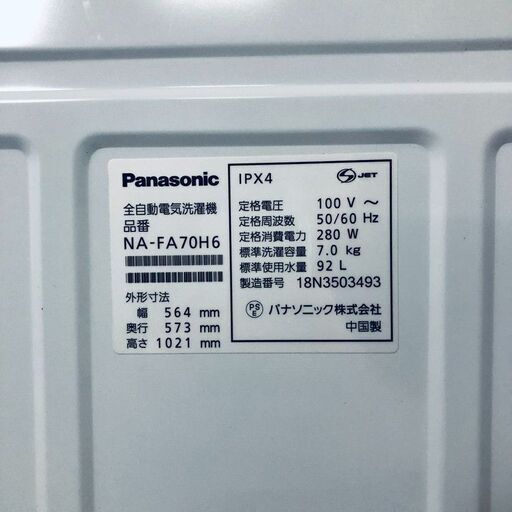 Panasonic
全自動電気洗濯機
品番
NA-FA70H6
外形寸法
幅 564 mm
奥行 573 mm
高さ 1021 mm
IPX4
S JET
定格電圧 100 V ～
定格周波数 50/60 Hz
定格消費電力 280 W
標準洗濯容量 7.0 kg
標準使用水量 92 L
製造番号 18N3503493
PSE パナソニック株式会社
中国製